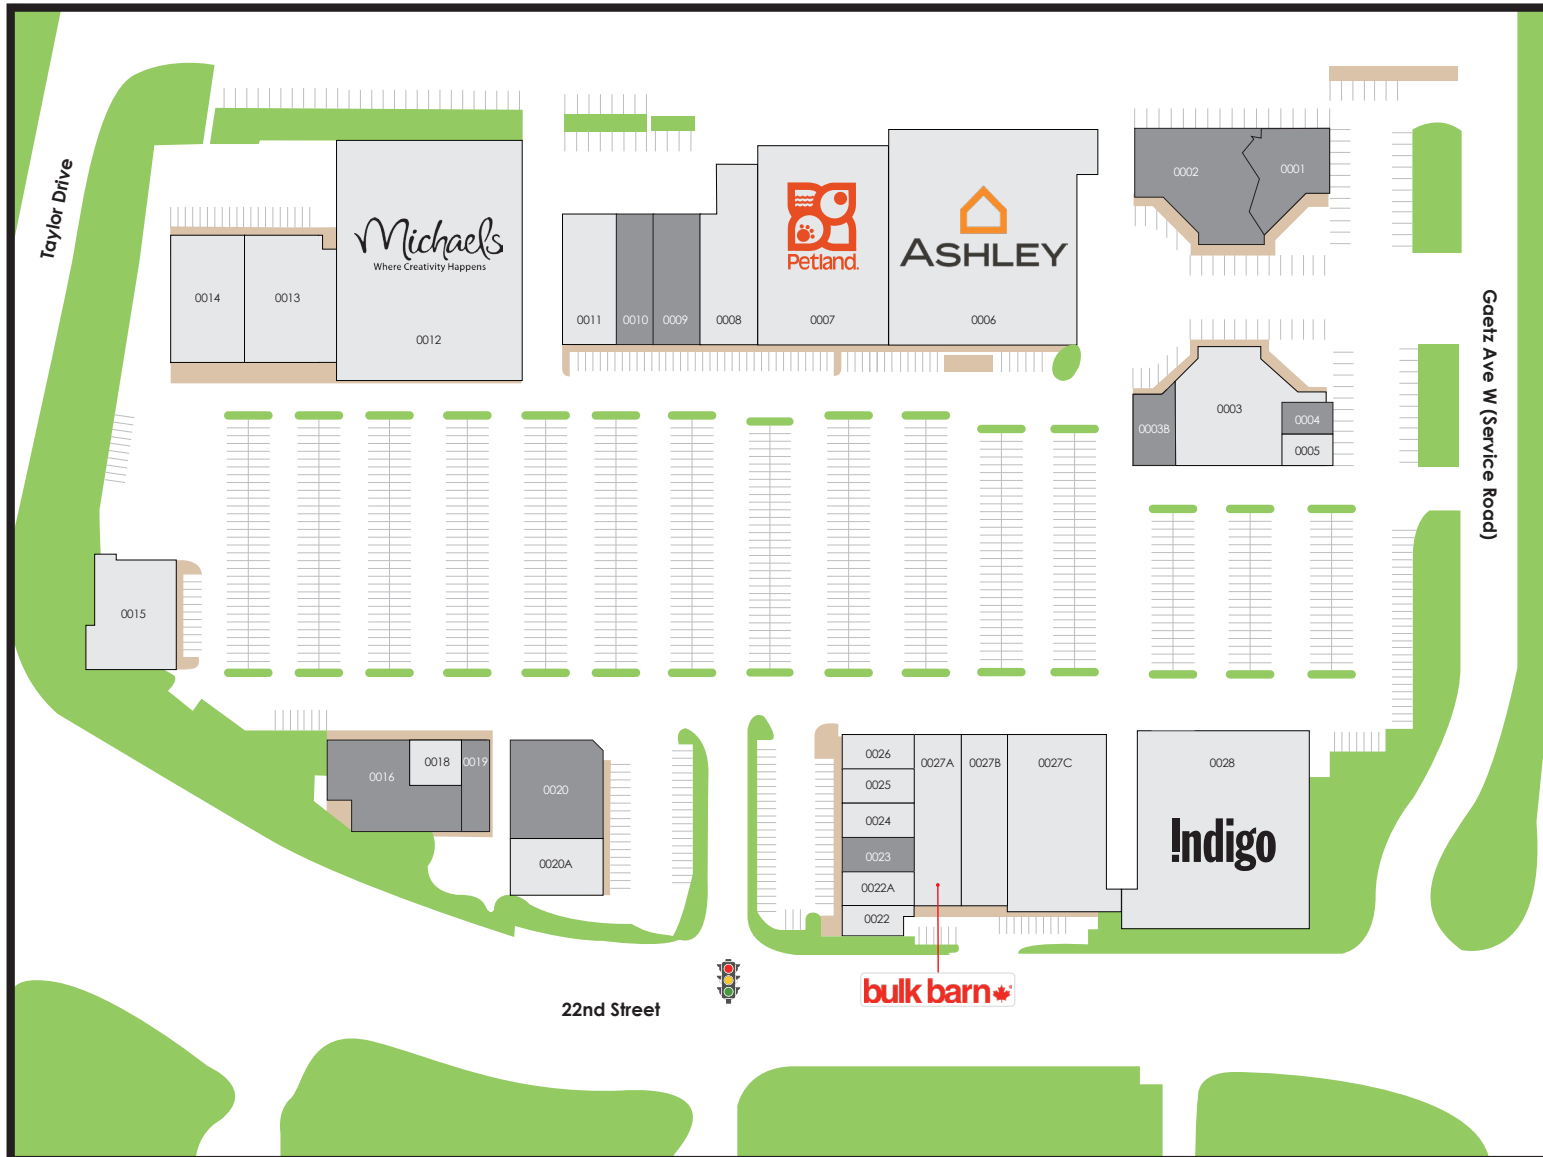 Taylor Drive
Michaels
Where Creativity Happens
0014
0013
0012
0011
0010
0009
0008
Petland.
0007
ASHLEY
0006
0002
0001
0003B
0003
0004
0005
Gaetz Ave W (Service Road)
0015
0016
0018
0019
0020
0020A
0026
0025
0024
0023
0022A
0022
0027A
0027B
0027C
0028
Indigo
bulk barn
22nd Street